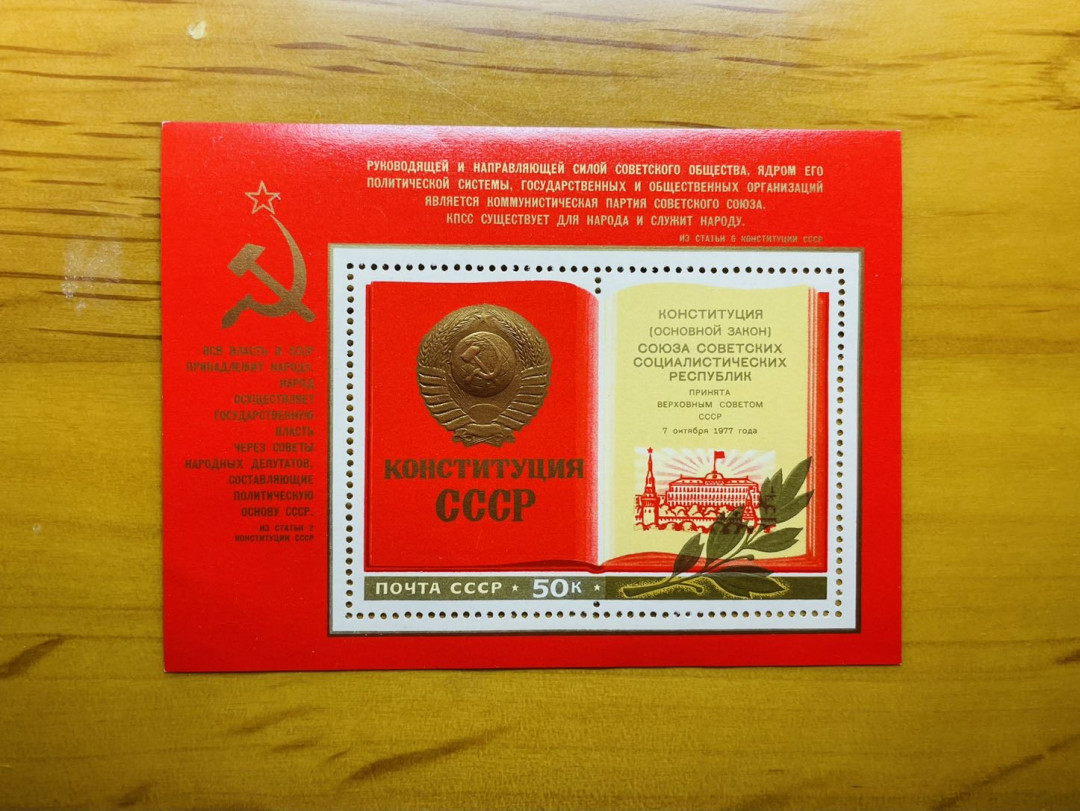 РУКОВОДЯЩЕЙ И НАПРАВЛЯЮЩЕЙ СИЛОЙ СОВЕТСКОГО ОБЩЕСТВА, ЯДРОМ ЕГО
ПОЛИТИЧЕСКОЙ СИСТЕМЫ, ГОСУДАРСТВЕННЫХ И ОБЩЕСТВЕННЫХ ОРГАНИЗАЦИЙ
ЯВЛЯЕТСЯ КОММУНИСТИЧЕСКАЯ ПАРТИЯ СОВЕТСКОГО СОЮЗА.
КПСС СУЩЕСТВУЕТ ДЛЯ НАРОДА И СЛУЖИТ НАРОДУ.
ИЗ СТАТЬИ 6 КОНСТИТУЦИИ СССР
ВСЯ ВЛАСТЬ В СССР
ПРИНАДЛЕЖИТ НАРОДУ.
НАРОД
ОСУЩЕСТВЛЯЕТ
ГОСУДАРСТВЕННУЮ
ВЛАСТЬ
ЧЕРЕЗ СОВЕТЫ
НАРОДНЫХ ДЕПУТАТОВ,
СОСТАВЛЯЮЩИЕ
ПОЛИТИЧЕСКУЮ
ОСНОВУ СССР.
ИЗ СТАТЬИ 2
КОНСТИТУЦИИ СССР
КОНСТИТУЦИЯ
СССР
КОНСТИТУЦИЯ
(ОСНОВНОЙ ЗАКОН)
СОЮЗА СОВЕТСКИХ
СОЦИАЛИСТИЧЕСКИХ
РЕСПУБЛИК
ПРИНЯТА
ВЕРХОВНЫМ СОВЕТОМ
СССР
7 октября 1977 года
ПОЧТА СССР ★ 50 К ★